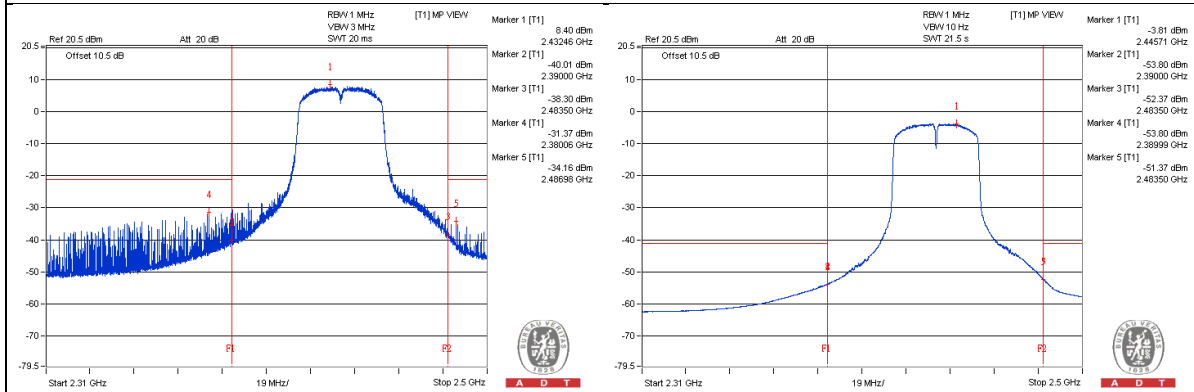 RBW 1 MHz [T1] MP VIEW
VBW 3 MHz
Ref 20.5 dBm Att 20 dB SWT 20 ms
20.5
Offset 10.5 dB
10
0
-10
-20
-30
-40
-50
-60
-70
-79.5
1
4
5
3
F1
F2
Start 2.31 GHz 19 MHz/ Stop 2.5 GHz
Marker 1 [T1]
8.40 dBm
2.43246 GHz
Marker 2 [T1]
-40.01 dBm
2.39000 GHz
Marker 3 [T1]
-38.30 dBm
2.48350 GHz
Marker 4 [T1]
-31.37 dBm
2.38006 GHz
Marker 5 [T1]
-34.16 dBm
2.48698 GHz
BUREAU VERITAS
1828
A D T
RBW 1 MHz [T1] MP VIEW
VBW 10 Hz
Ref 20.5 dBm Att 20 dB SWT 21.5 s
20.5
Offset 10.5 dB
10
0
-10
-20
-30
-40
-50
-60
-70
-79.5
1
5
F1
F2
Start 2.31 GHz 19 MHz/ Stop 2.5 GHz
Marker 1 [T1]
-3.81 dBm
2.44571 GHz
Marker 2 [T1]
-53.80 dBm
2.39000 GHz
Marker 3 [T1]
-52.37 dBm
2.48350 GHz
Marker 4 [T1]
-53.80 dBm
2.38999 GHz
Marker 5 [T1]
-51.37 dBm
2.48350 GHz
BUREAU VERITAS
1828
A D T